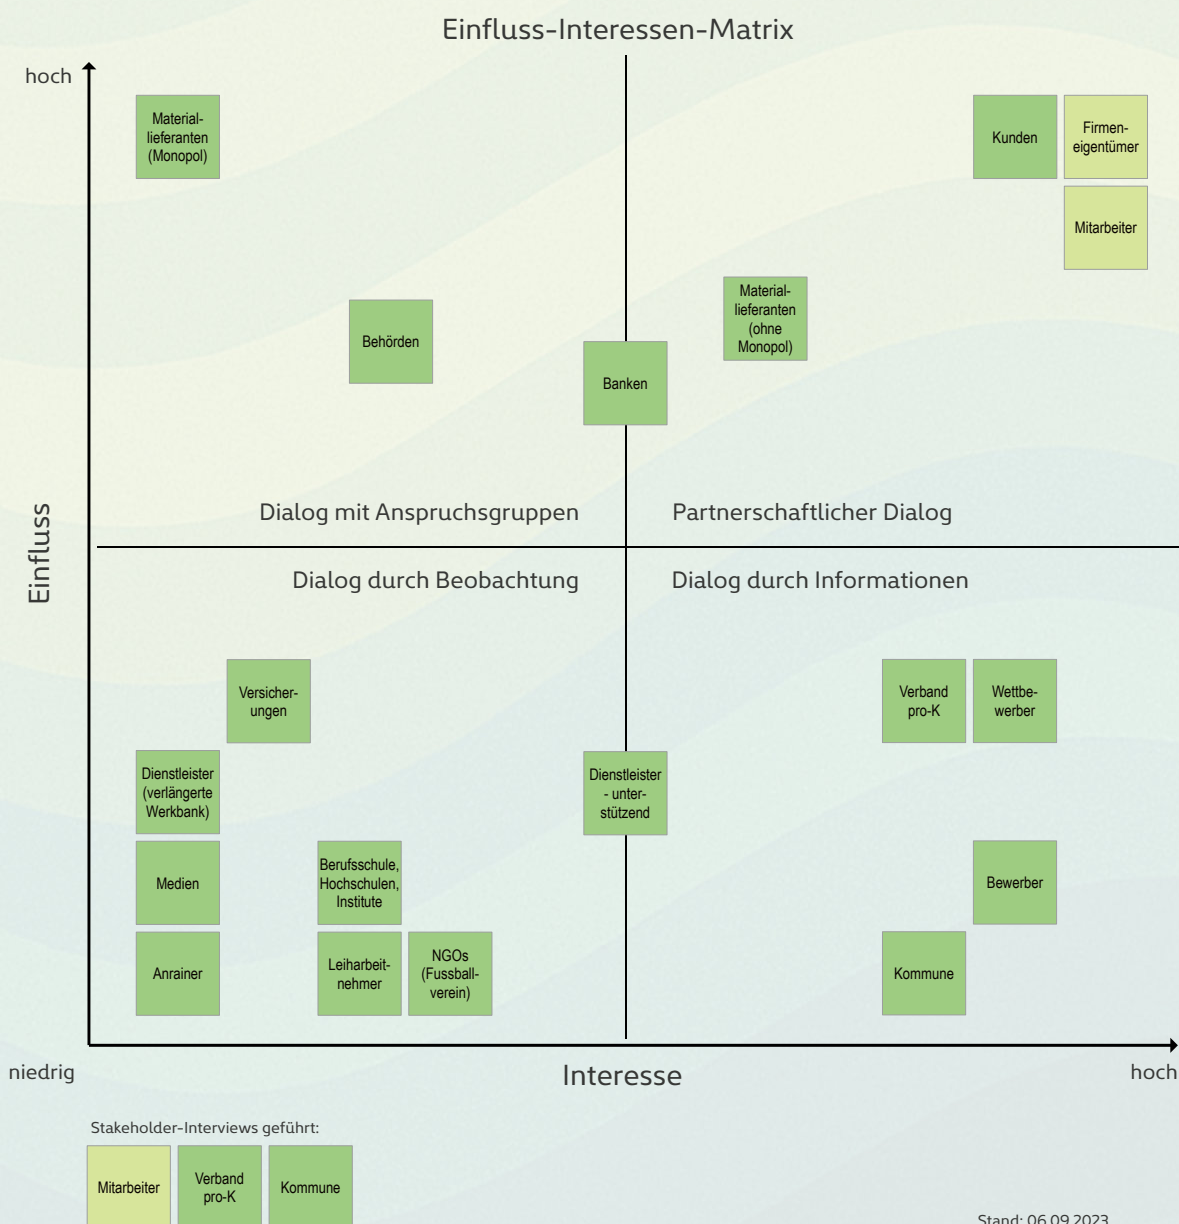 Einfluss-Interessen-Matrix
hoch
Material-
lieferanten
(Monopol)
Kunden
Firmen-
eigentümer
Mitarbeiter
Material-
lieferanten
(ohne
Monopol)
Behörden
Banken
Dialog mit Anspruchsgruppen
Partnerschaftlicher Dialog
Einfluss
Dialog durch Beobachtung
Dialog durch Informationen
Versicher-
ungen
Verband
pro-K
Wettbe-
werber
Dienstleister
(verlängerte
Werkbank)
Dienstleister
- unter-
stützend
Medien
Berufsschule,
Hochschulen,
Institute
Bewerber
Anrainer
Leiharbeit-
nehmer
NGOs
(Fussball-
verein)
Kommune
niedrig
Interesse
hoch
Stakeholder-Interviews geführt:
Mitarbeiter
Verband
pro-K
Kommune
Stand: 06.09.2023